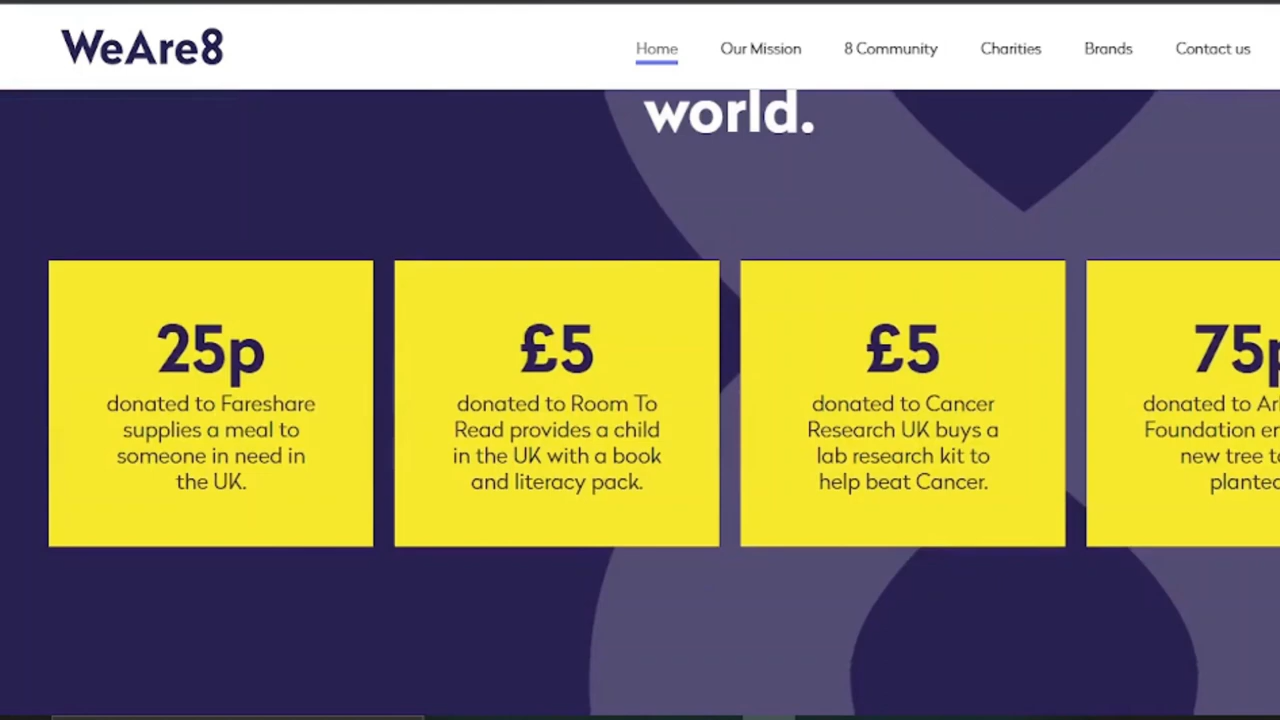 WeAre8
Home
Our Mission
8 Community
Charities
Brands
Contact us
world.
25p
donated to Fareshare
supplies a meal to
someone in need in
the UK.
£5
donated to Room To
Read provides a child
in the UK with a book
and literacy pack.
£5
donated to Cancer
Research UK buys a
lab research kit to
help beat Cancer.
75p
donated to
Foundation
new tree